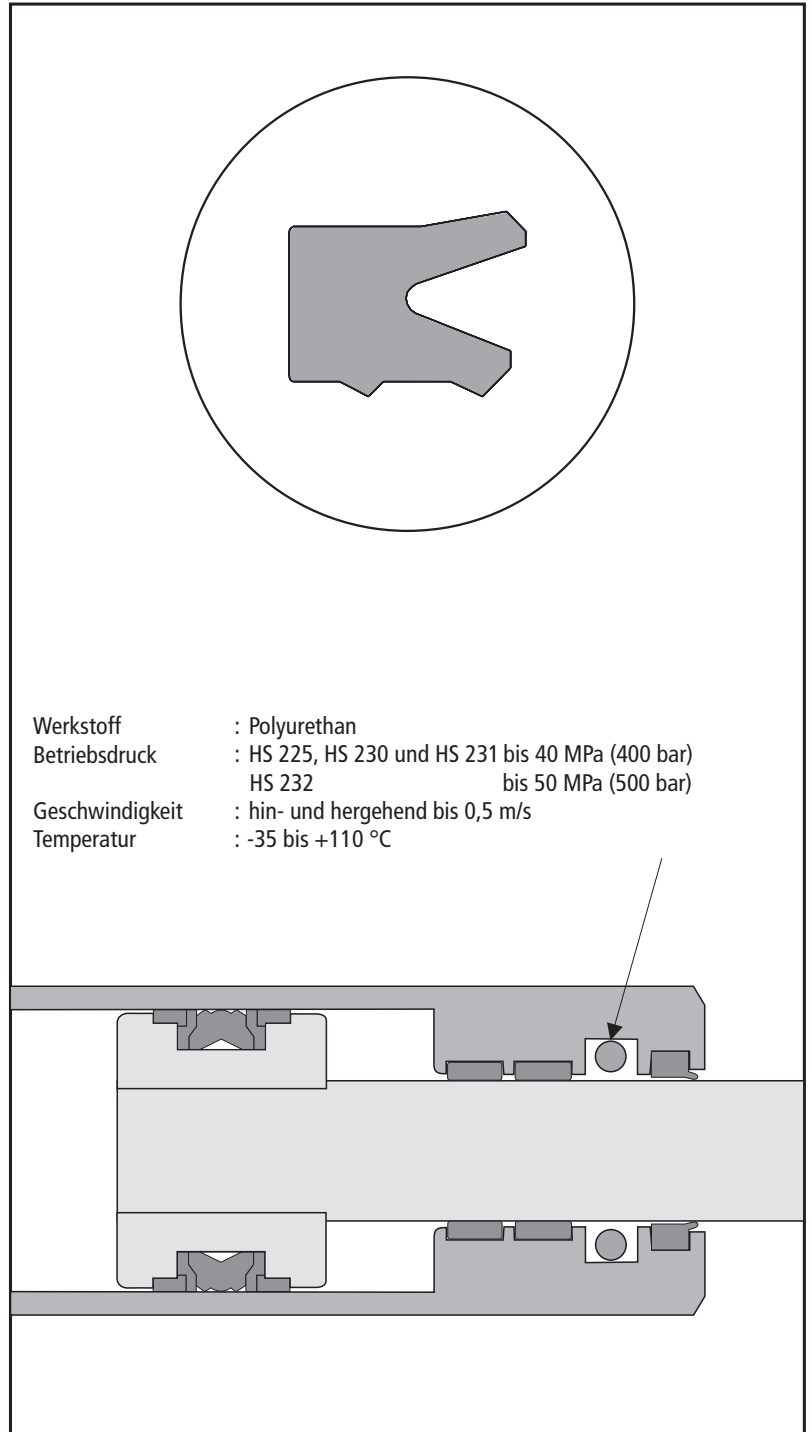 Werkstoff : Polyurethan
Betriebsdruck : HS 225, HS 230 und HS 231 bis 40 MPa (400 bar)
HS 232 bis 50 MPa (500 bar)
Geschwindigkeit : hin- und hergehend bis 0,5 m/s
Temperatur : -35 bis +110 °C